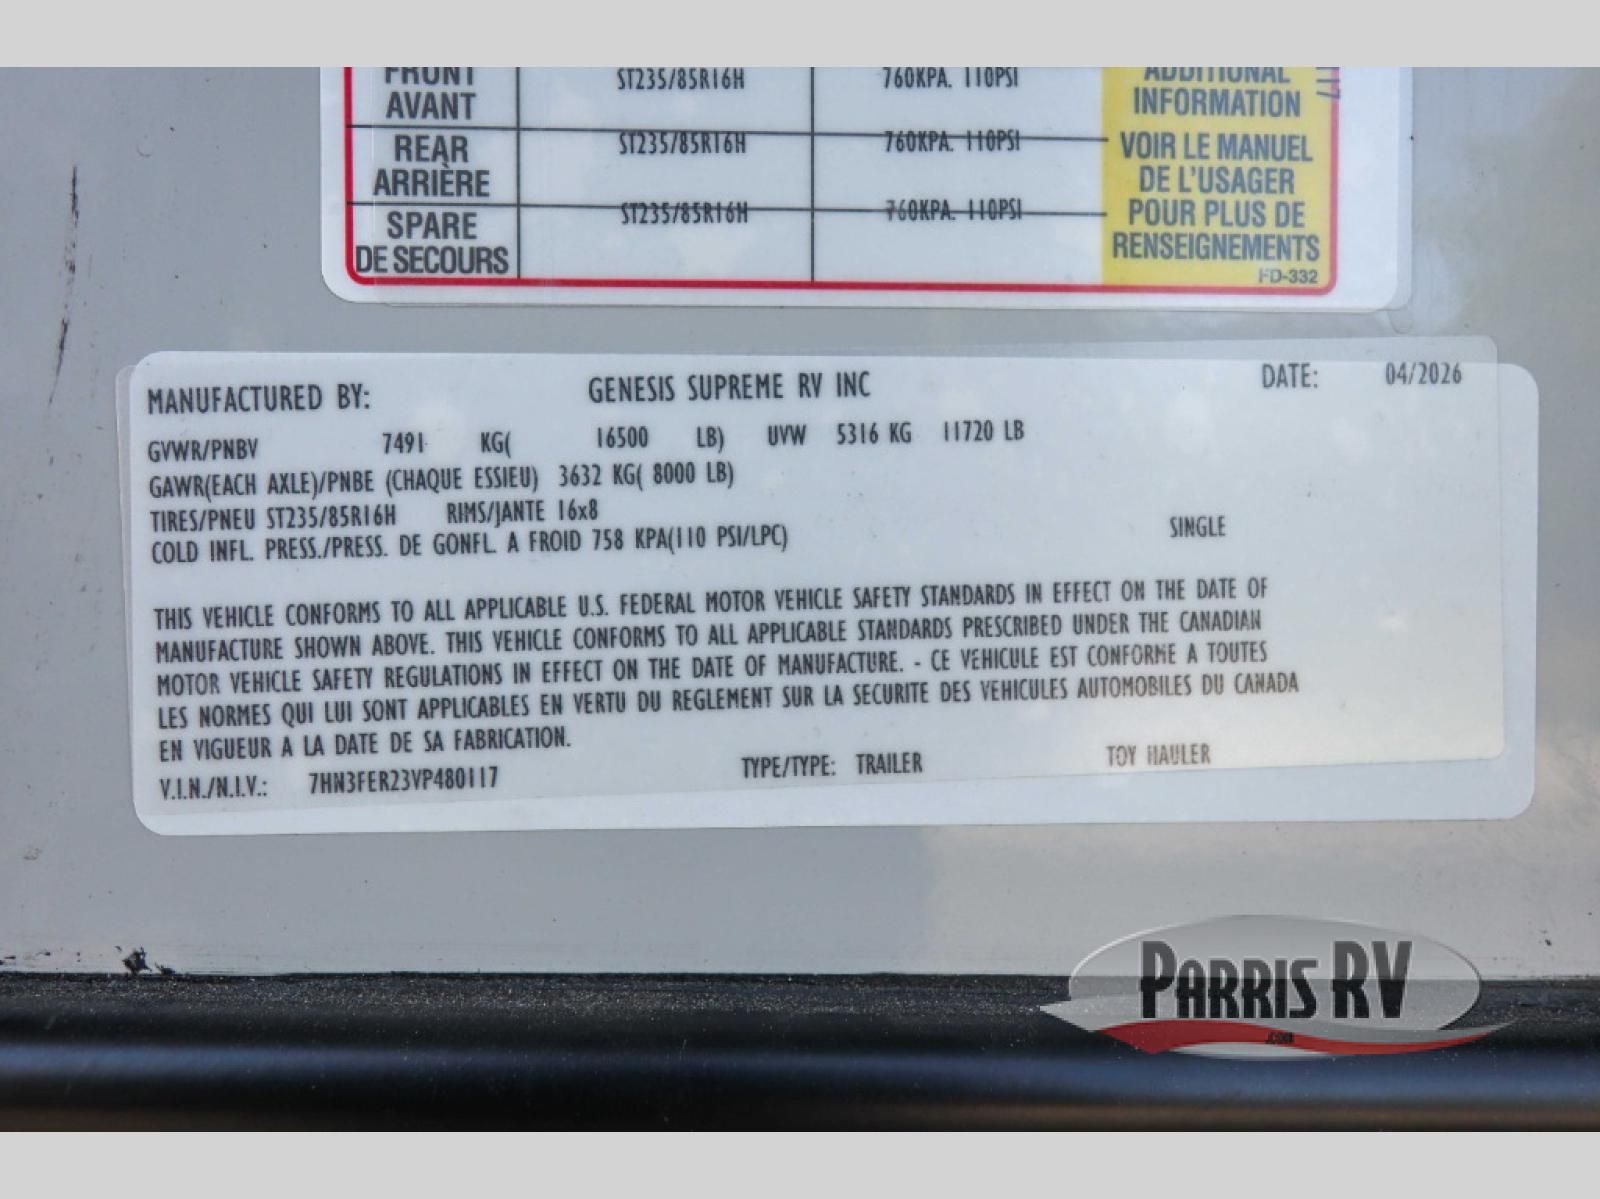 FRONT ST235/85R16H 760KPA. 110PSI ADDITIONAL
AVANT INFORMATION
REAR ST235/85R16H 760KPA. 110PSI VOIR LE MANUEL
ARRIÈRE DE L'USAGER
SPARE ST235/85R16H 760KPA. 110PSI POUR PLUS DE
DE SECOURS RENSEIGNEMENTS
FD-332
MANUFACTURED BY: GENESIS SUPREME RV INC DATE: 04/2026
GVWR/PNBV 7491 KG( 16500 LB) UVW 5316 KG 11720 LB
GAWR(EACH AXLE)/PNBE (CHAQUE ESSIEU) 3632 KG( 8000 LB)
TIRES/PNEU ST235/85R16H RIMS/JANTE 16x8
COLD INFL. PRESS./PRESS. DE GONFL. A FROID 758 KPA(110 PSI/LPC) SINGLE
THIS VEHICLE CONFORMS TO ALL APPLICABLE U.S. FEDERAL MOTOR VEHICLE SAFETY STANDARDS IN EFFECT ON THE DATE OF
MANUFACTURE SHOWN ABOVE. THIS VEHICLE CONFORMS TO ALL APPLICABLE STANDARDS PRESCRIBED UNDER THE CANADIAN
MOTOR VEHICLE SAFETY REGULATIONS IN EFFECT ON THE DATE OF MANUFACTURE. - CE VEHICULE EST CONFORME A TOUTES
LES NORMES QUI LUI SONT APPLICABLES EN VERTU DU REGLEMENT SUR LA SECURITE DES VEHICULES AUTOMOBILES DU CANADA
EN VIGUEUR A LA DATE DE SA FABRICATION.
V.I.N./N.I.V.: 7HN3FER23VP480117 TYPE/TYPE: TRAILER TOY HAULER
PARRIS RV
.COM